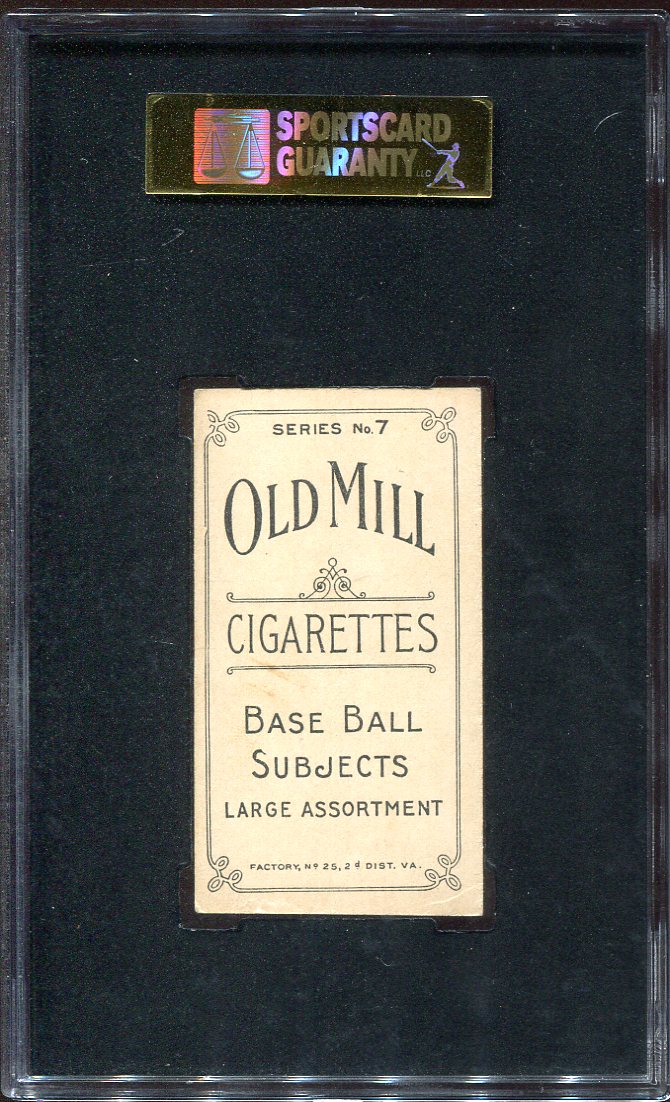 SPORTSCARD
GUARANTY LLC
SERIES No. 7
OLD MILL
CIGARETTES
BASE BALL
SUBJECTS
LARGE ASSORTMENT
FACTORY, Nº 25, 2d DIST. VA.